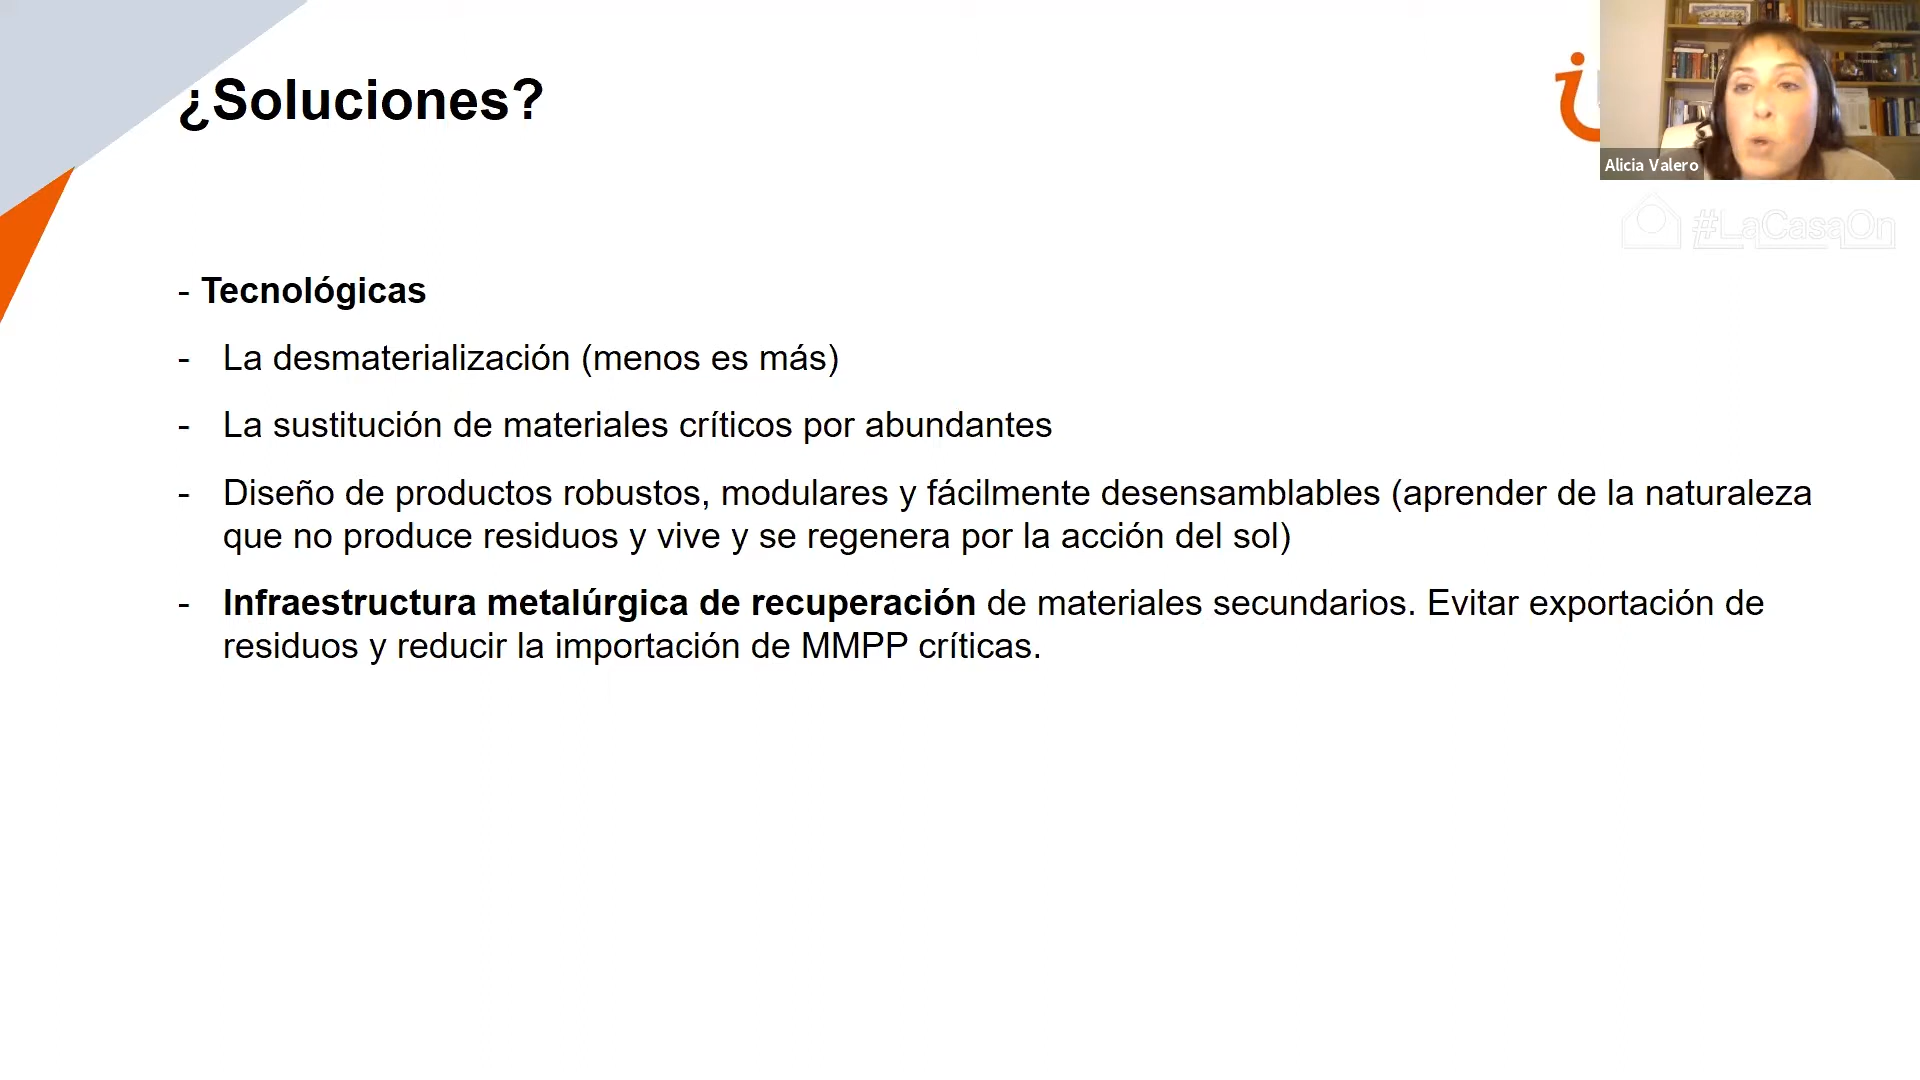 ¿Soluciones?
Alicia Valero
#LaCasaOn
- Tecnológicas
- La desmaterialización (menos es más)
- La sustitución de materiales críticos por abundantes
- Diseño de productos robustos, modulares y fácilmente desensamblables (aprender de la naturaleza
que no produce residuos y vive y se regenera por la acción del sol)
- Infraestructura metalúrgica de recuperación de materiales secundarios. Evitar exportación de
residuos y reducir la importación de MMPP críticas.